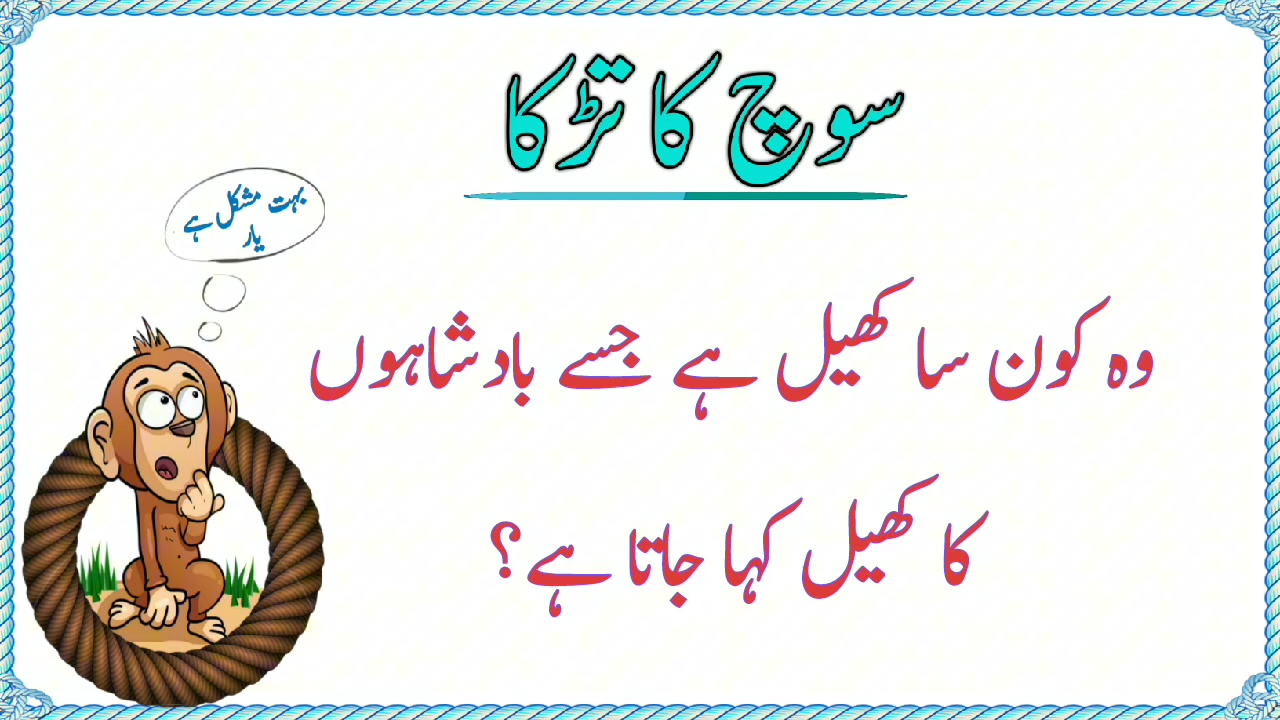 سوچ کا تڑکا
بہت مشکل ہے
یار
وہ کون سا کھیل ہے جسے بادشاہوں
کا کھیل کہا جاتا ہے؟